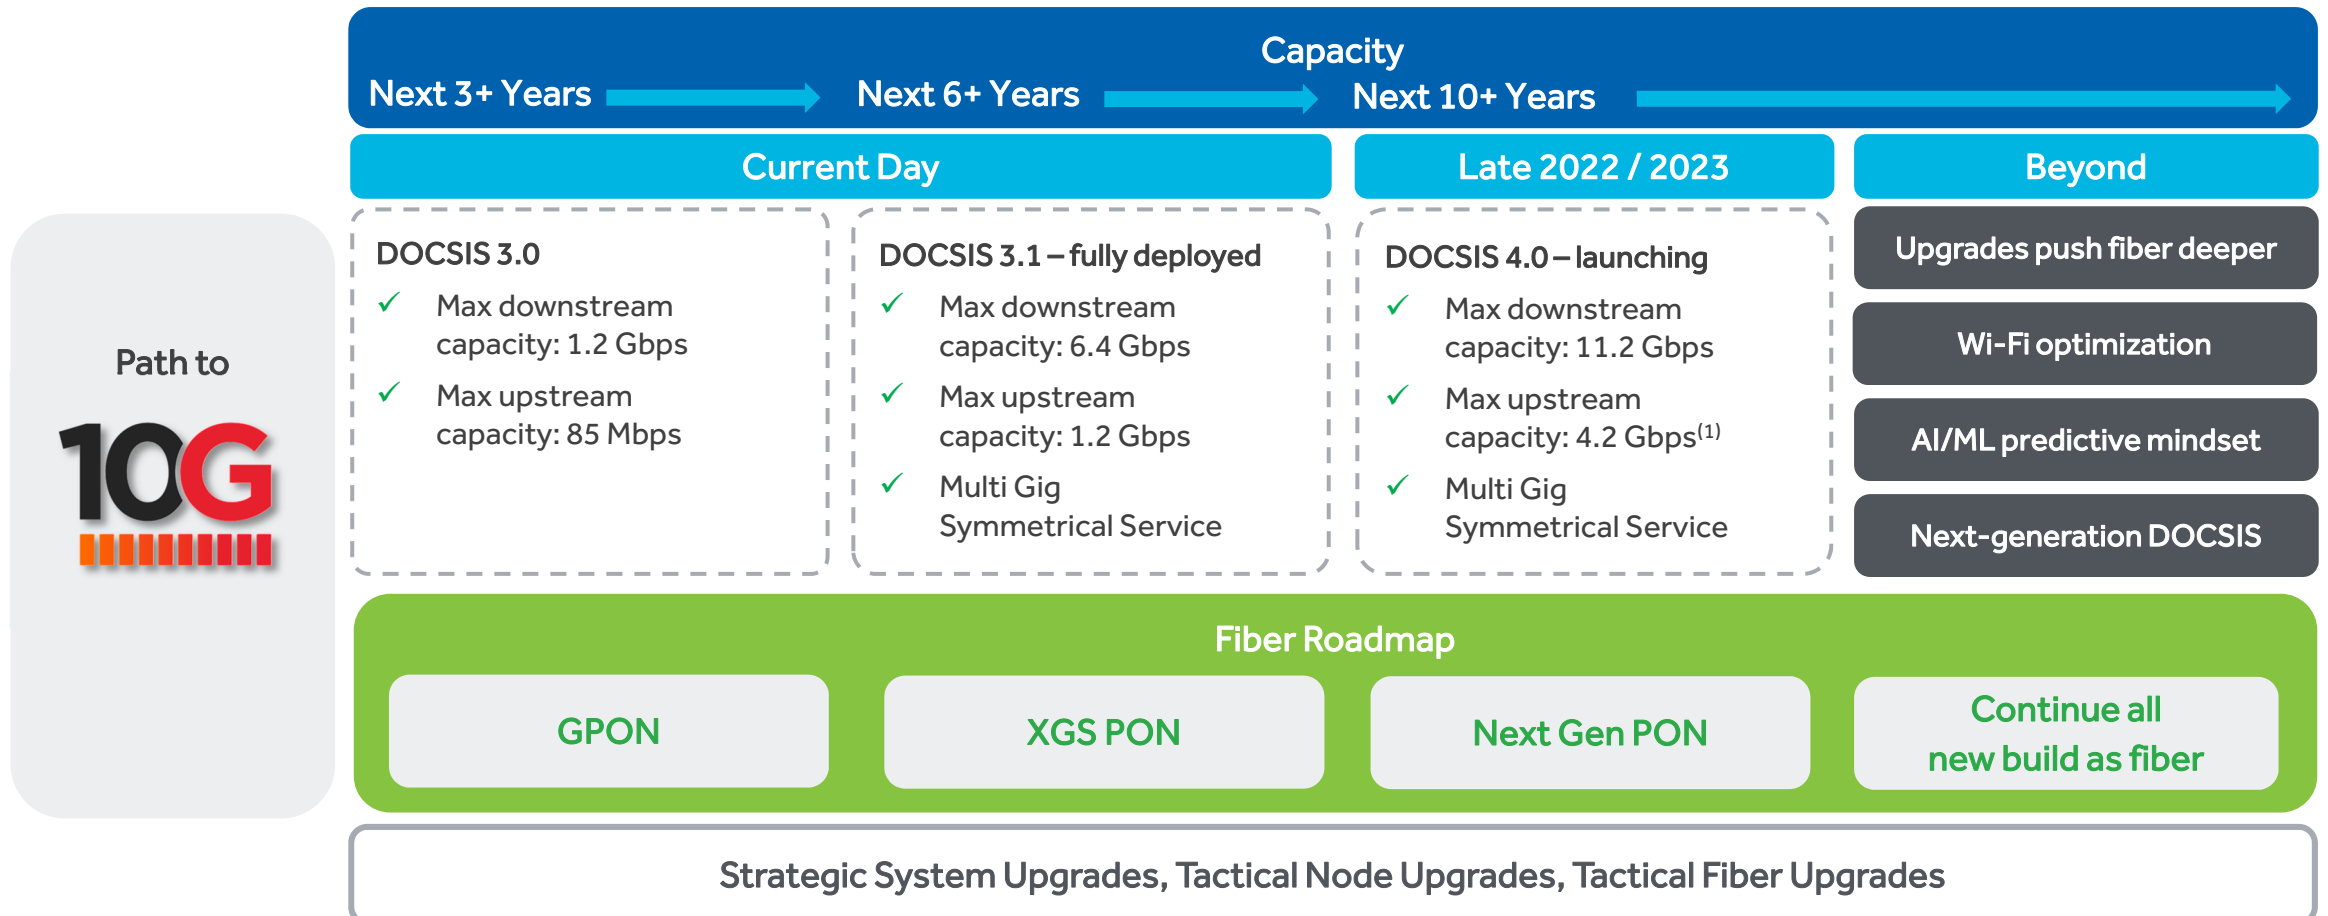 Capacity
Next 3+ Years
Next 6+ Years
Next 10+ Years
Current Day
Late 2022 / 2023
Beyond
Path to
10G
DOCSIS 3.0
✓ Max downstream
capacity: 1.2 Gbps
✓ Max upstream
capacity: 85 Mbps
DOCSIS 3.1 – fully deployed
✓ Max downstream
capacity: 6.4 Gbps
✓ Max upstream
capacity: 1.2 Gbps
✓ Multi Gig
Symmetrical Service
DOCSIS 4.0 – launching
✓ Max downstream
capacity: 11.2 Gbps
✓ Max upstream
capacity: 4.2 Gbps(1)
✓ Multi Gig
Symmetrical Service
Upgrades push fiber deeper
Wi-Fi optimization
AI/ML predictive mindset
Next-generation DOCSIS
Fiber Roadmap
GPON
XGS PON
Next Gen PON
Continue all
new build as fiber
Strategic System Upgrades, Tactical Node Upgrades, Tactical Fiber Upgrades